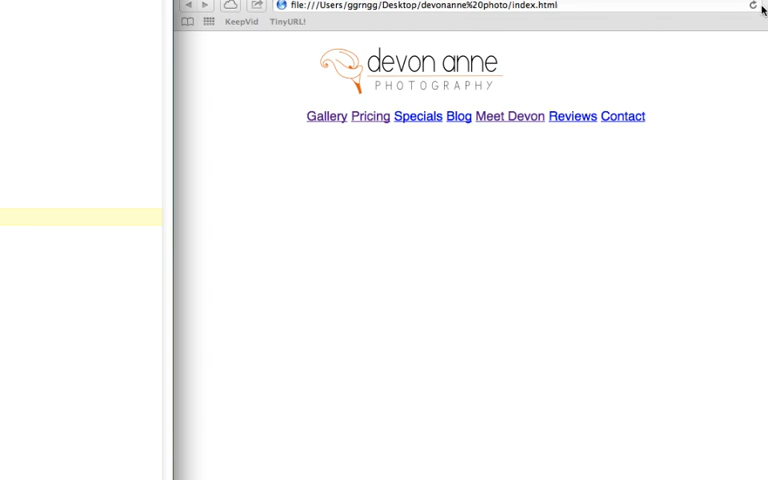 file:///Users/ggrngg/Desktop/devonanne%20photo/index.html
KeepVid TinyURL!
devon anne
PHOTOGRAPHY
Gallery Pricing Specials Blog Meet Devon Reviews Contact